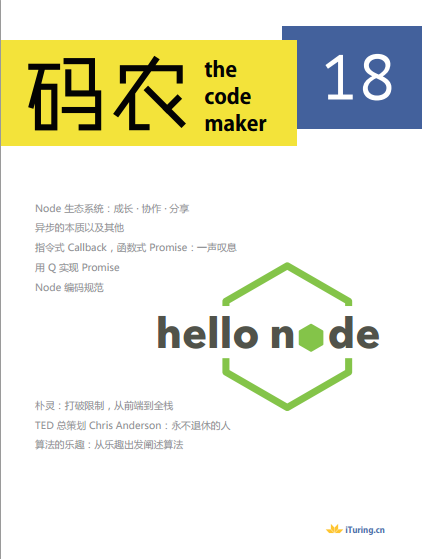 码农
the
code
maker
18
Node 生态系统：成长 · 协作 · 分享
异步的本质以及其他
指令式 Callback，函数式 Promise：一声叹息
用 Q 实现 Promise
Node 编码规范
hello node
朴灵：打破限制，从前端到全栈
TED 总策划 Chris Anderson：永不退休的人
算法的乐趣：从乐趣出发阐述算法
iTuring.cn